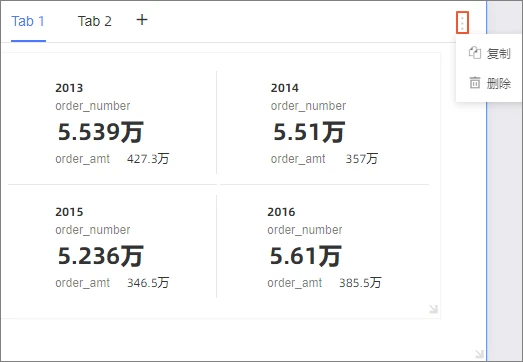 Tab 1 Tab 2 +
复制
删除
2013
order_number
5.539万
order_amt 427.3万
2014
order_number
5.51万
order_amt 357万
2015
order_number
5.236万
order_amt 346.5万
2016
order_number
5.61万
order_amt 385.5万